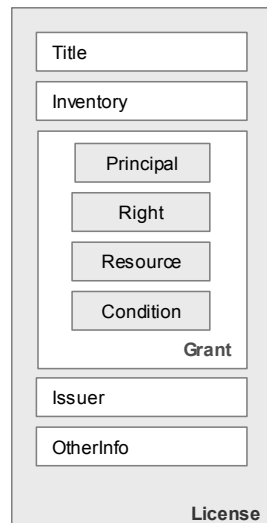 Title
Inventory
Principal
Right
Resource
Condition
Grant
Issuer
OtherInfo
License